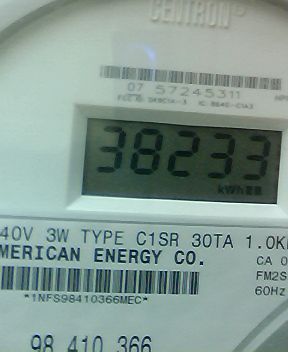 CENTRON®
07 57245311
38233
kWh
40V 3W TYPE C1SR 30TA 1.0K
MERICAN ENERGY CO.
CA 0
FM2S
60Hz
*1NFS98410366MEC*
98 410 366